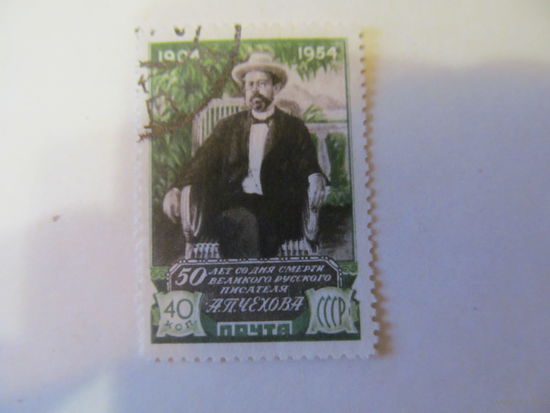 1904 1954
50 ЛЕТ СО ДНЯ СМЕРТИ
ВЕЛИКОГО РУССКОГО
ПИСАТЕЛЯ
А.П.ЧЕХОВА
40
КОП
СССР
ПОЧТА